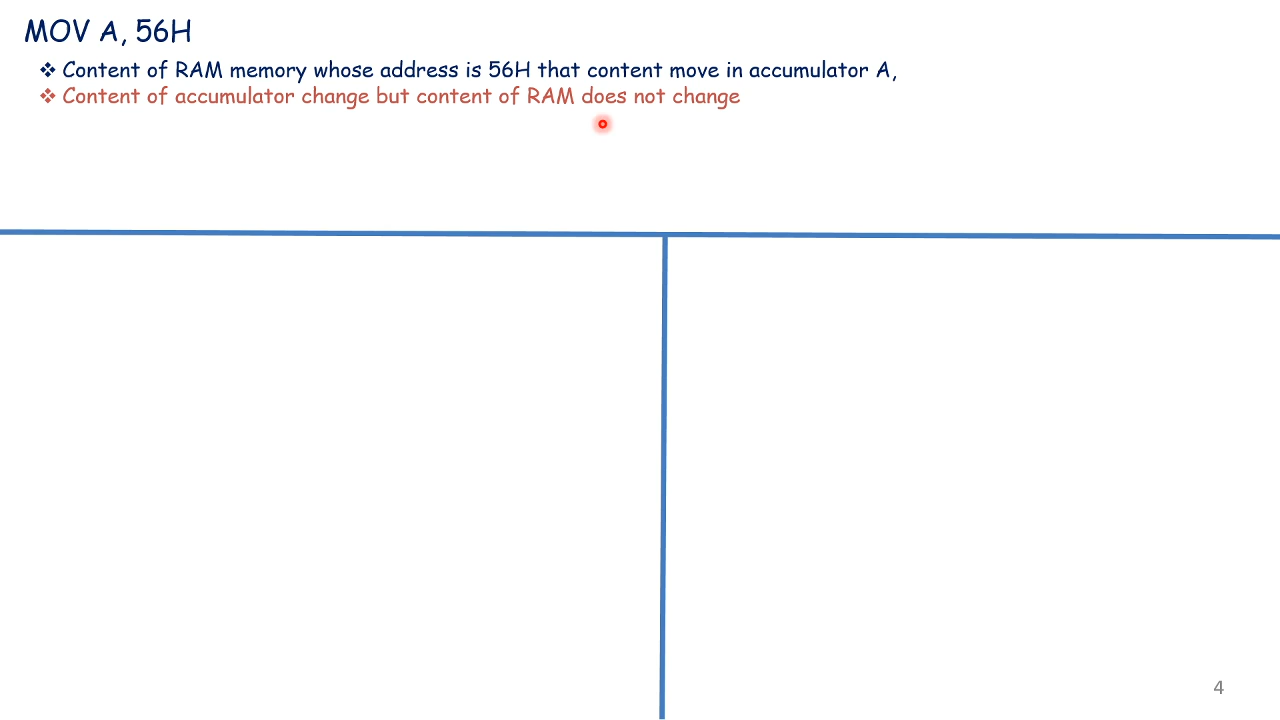 MOV A, 56H
❖ Content of RAM memory whose address is 56H that content move in accumulator A,
❖ Content of accumulator change but content of RAM does not change
4